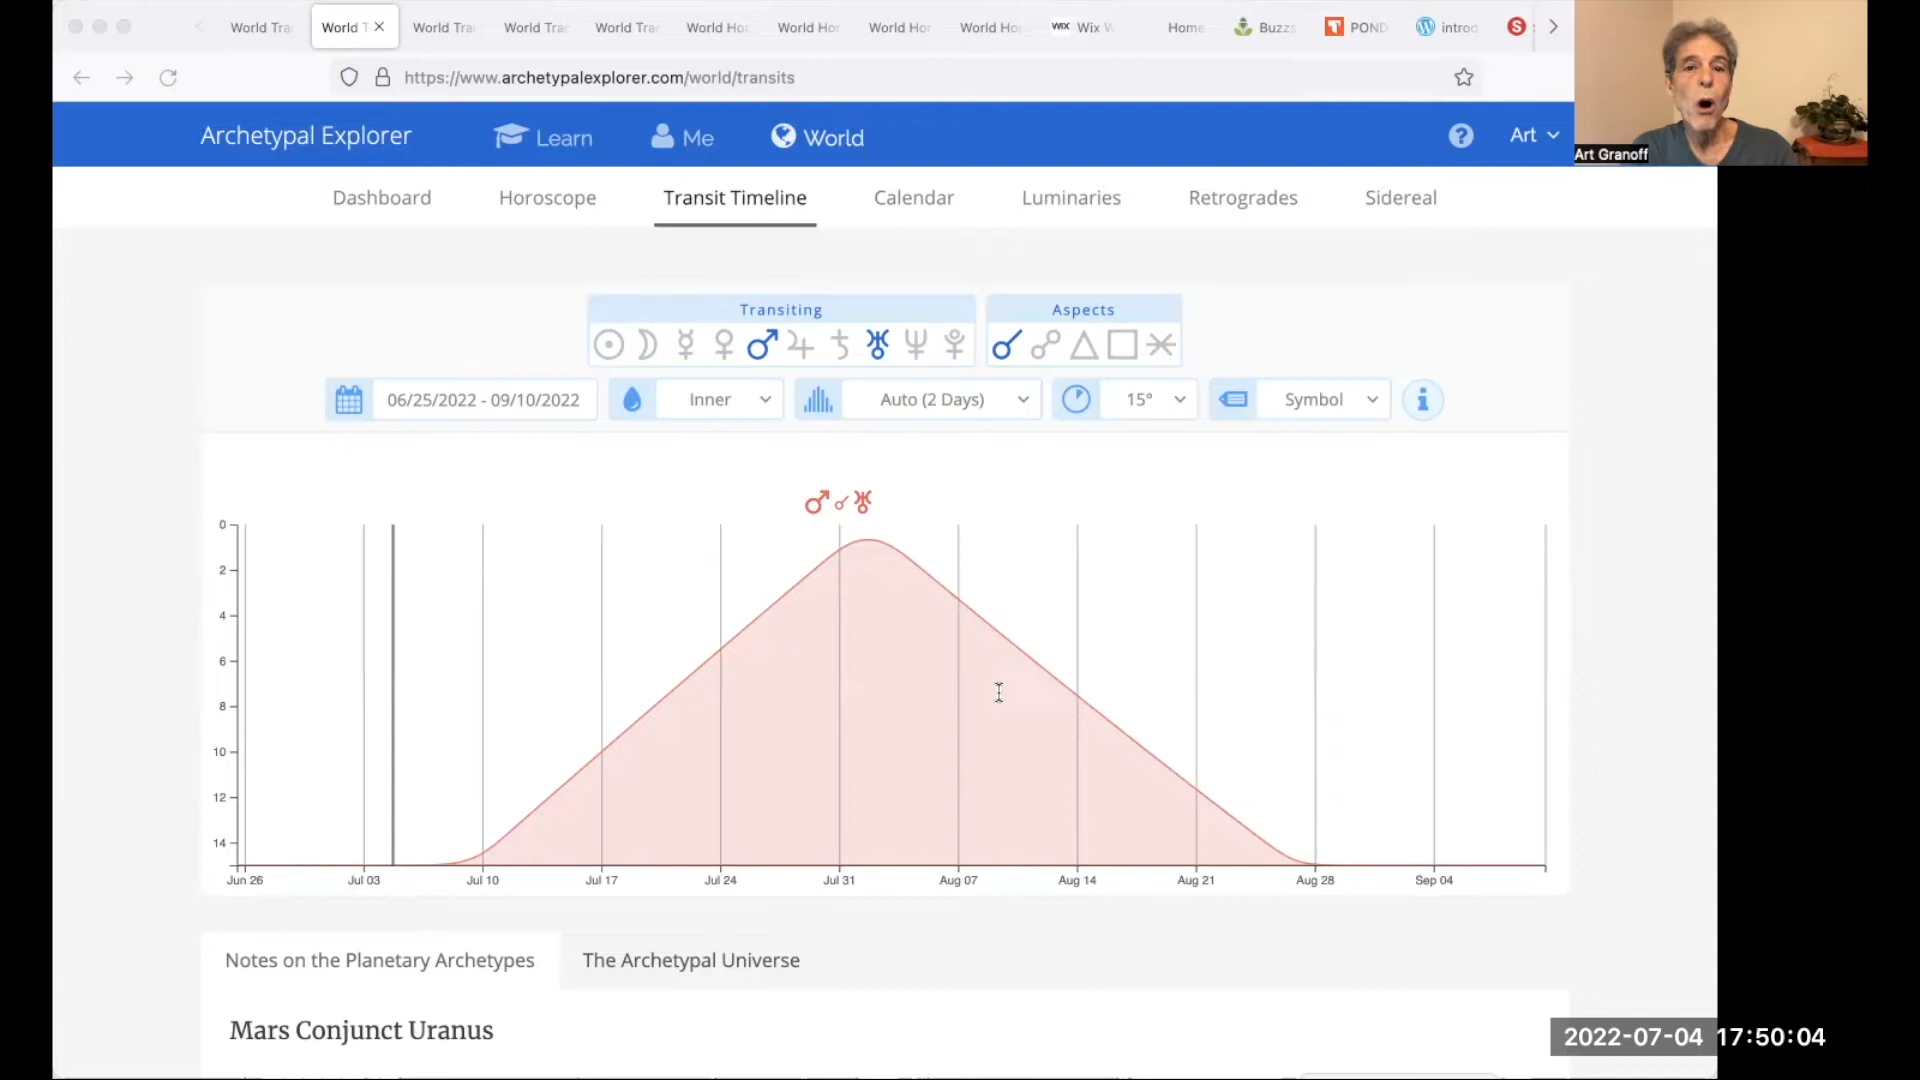 World Tra
World T
World Tra
World Tra
World Tra
World Ho
World Hor
World Hor
World Ho
WIX Wix W
Home
Buzzs
POND
introd
https://www.archetypalexplorer.com/world/transits
Art Granoff
Archetypal Explorer
Learn
Me
World
?
Art
Dashboard
Horoscope
Transit Timeline
Calendar
Luminaries
Retrogrades
Sidereal
Transiting
Aspects
06/25/2022 - 09/10/2022
Inner
Auto (2 Days)
15°
Symbol
i
♂ ☌ ♅
0
2
4
6
8
10
12
14
Jun 26
Jul 03
Jul 10
Jul 17
Jul 24
Jul 31
Aug 07
Aug 14
Aug 21
Aug 28
Sep 04
Notes on the Planetary Archetypes
The Archetypal Universe
Mars Conjunct Uranus
2022-07-04 17:50:04